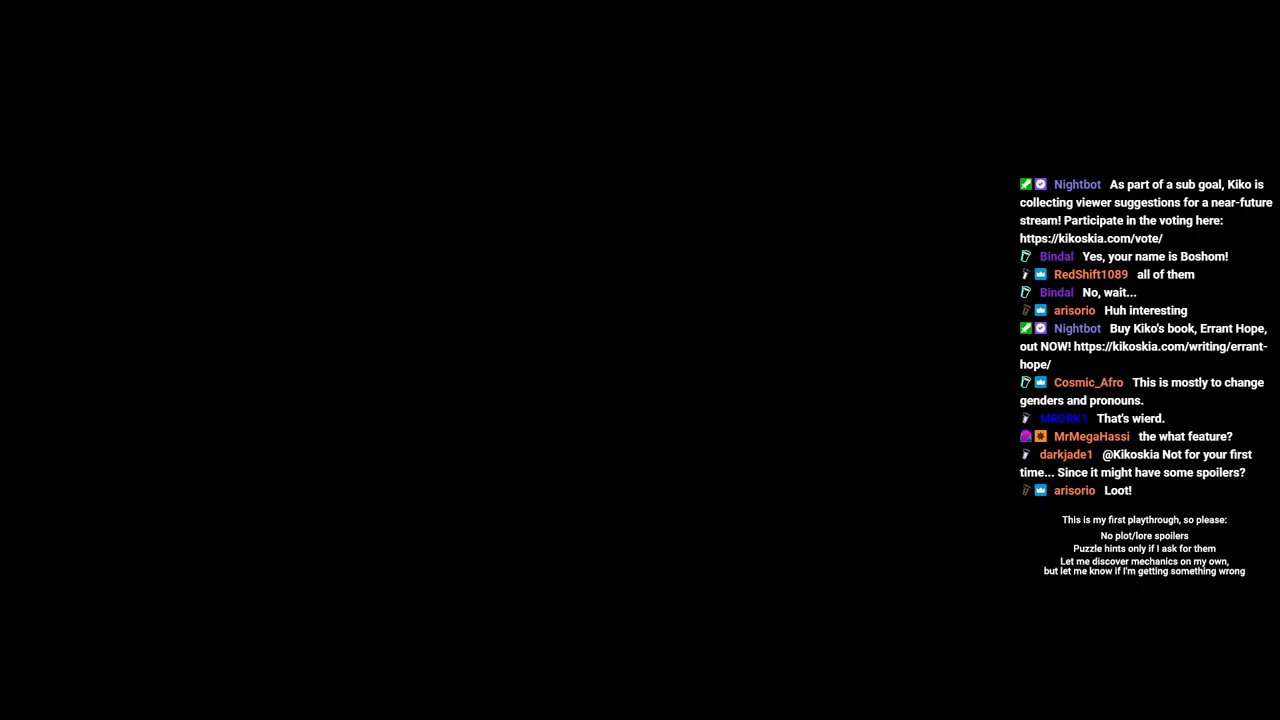 Nightbot As part of a sub goal, Kiko is
collecting viewer suggestions for a near-future
stream! Participate in the voting here:
https://kikoskia.com/vote/
Bindal Yes, your name is Boshom!
RedShift1089 all of them
Bindal No, wait...
arisorio Huh interesting
Nightbot Buy Kiko's book, Errant Hope,
out NOW! https://kikoskia.com/writing/errant-
hope/
Cosmic_Afro This is mostly to change
genders and pronouns.
MRDRK1 That's wierd.
MrMegaHassi the what feature?
darkjade1 @Kikoskia Not for your first
time... Since it might have some spoilers?
arisorio Loot!
This is my first playthrough, so please:
No plot/lore spoilers
Puzzle hints only if I ask for them
Let me discover mechanics on my own,
but let me know if I'm getting something wrong